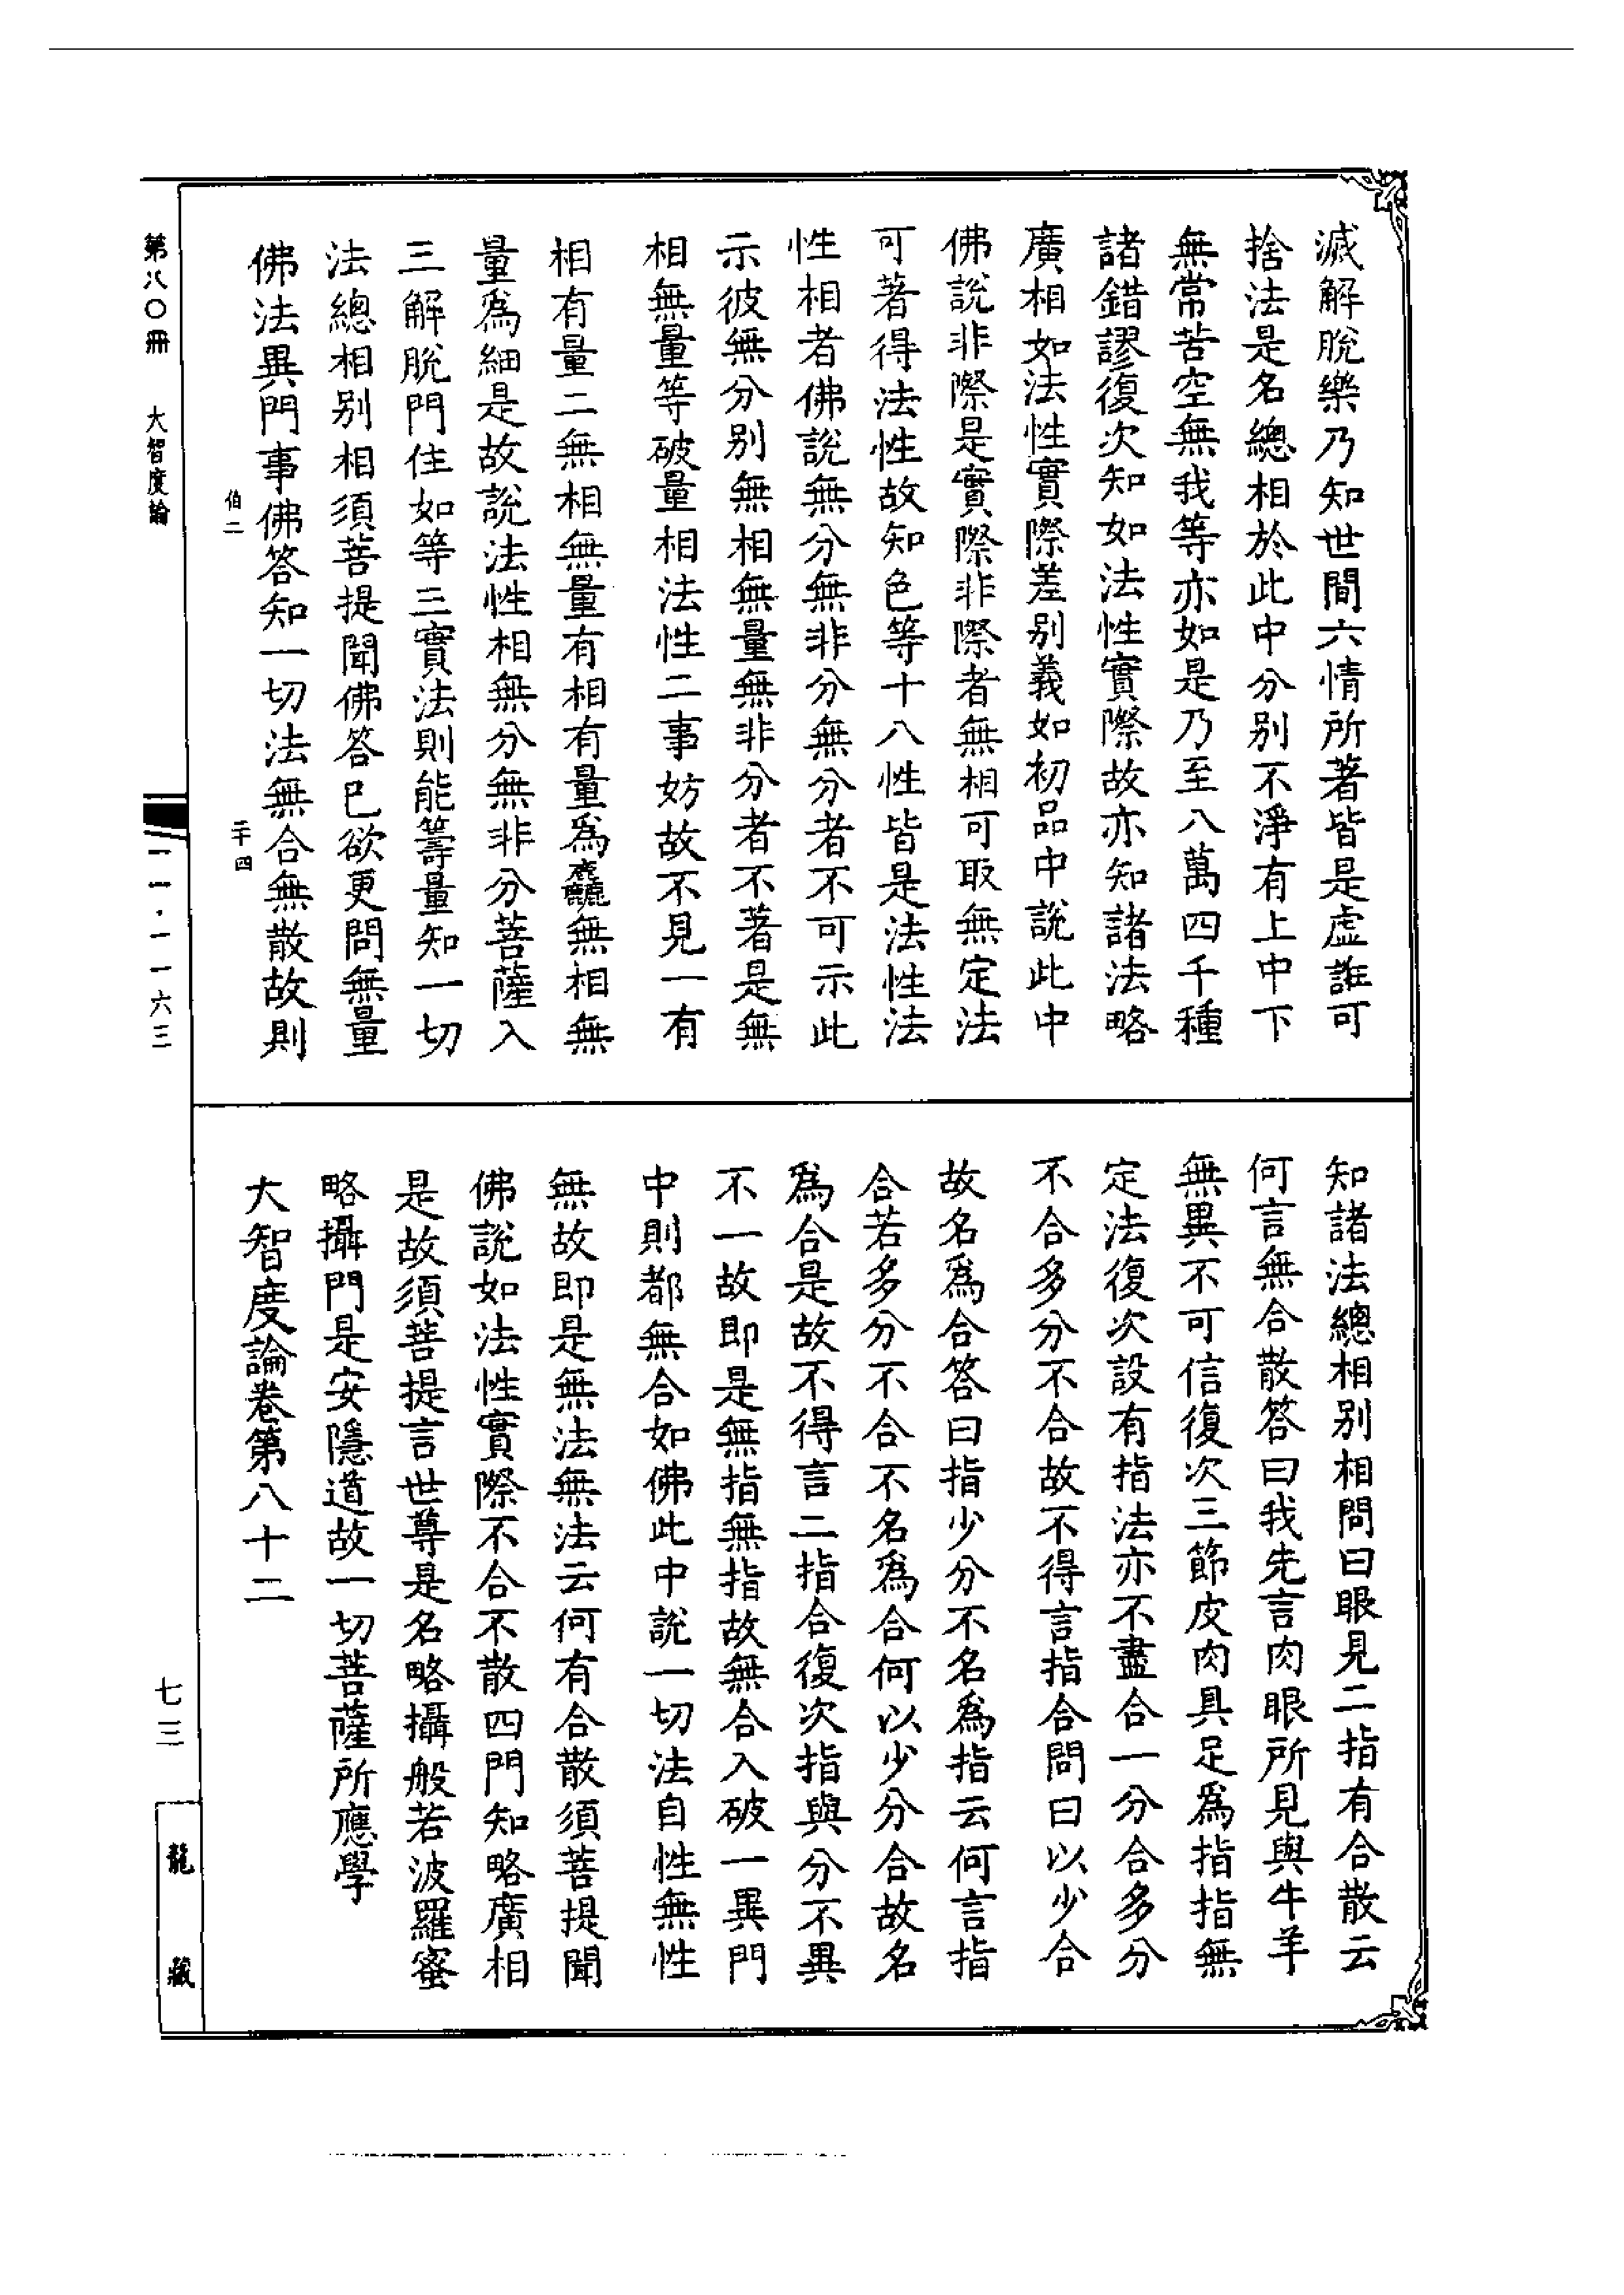 滅解脫樂乃知世間六情所著皆是虛誑可
捨法是名總相於此中分別不淨有上中下
無常苦空無我等亦如是乃至八萬四千種
諸錯謬復次知如法性實際故亦知諸法略
廣相如法性實際差別義如初品中說此中
佛說非際是實際非際者無相可取無定法
可著得法性故知色等十八性皆是法性法
性相者佛說無分無非分無分者不可示此
示彼無分別無相無量無非分者不著是無
相無量等破量相法性二事妨故不見一有
相有量二無相無量有相有量為麤無相無
量為細是故說法性相無分無非分菩薩入
三解脫門住如等三實法則能籌量知一切
法總相別相須菩提聞佛答已欲更問無量
佛法異門事佛答知一切法無合無散故則
伯二
二十四
知諸法總相別相問曰眼見二指有合散云
何言無合散答曰我先言肉眼所見與牛羊
無異不可信復次三節皮肉具足為指指無
定法復次設有指法亦不盡合一分合多分
不合多分不合故不得言指合問曰以少合
故名為合答曰指少分不名為指云何言指
合若多分不合不名為合何以少分合故名
為合是故不得言二指合復次指與分不異
不一故即是無指無指故無合入破一異門
中則都無合如佛此中說一切法自性無性
無故即是無法無法云何有合散須菩提聞
佛說如法性實際不合不散四門知略廣相
是故須菩提言世尊是名略攝般若波羅蜜
略攝門是安隱道故一切菩薩所應學
大智度論卷第八十二
第八〇冊 大智度論
一一·一一六三
七三
龍藏